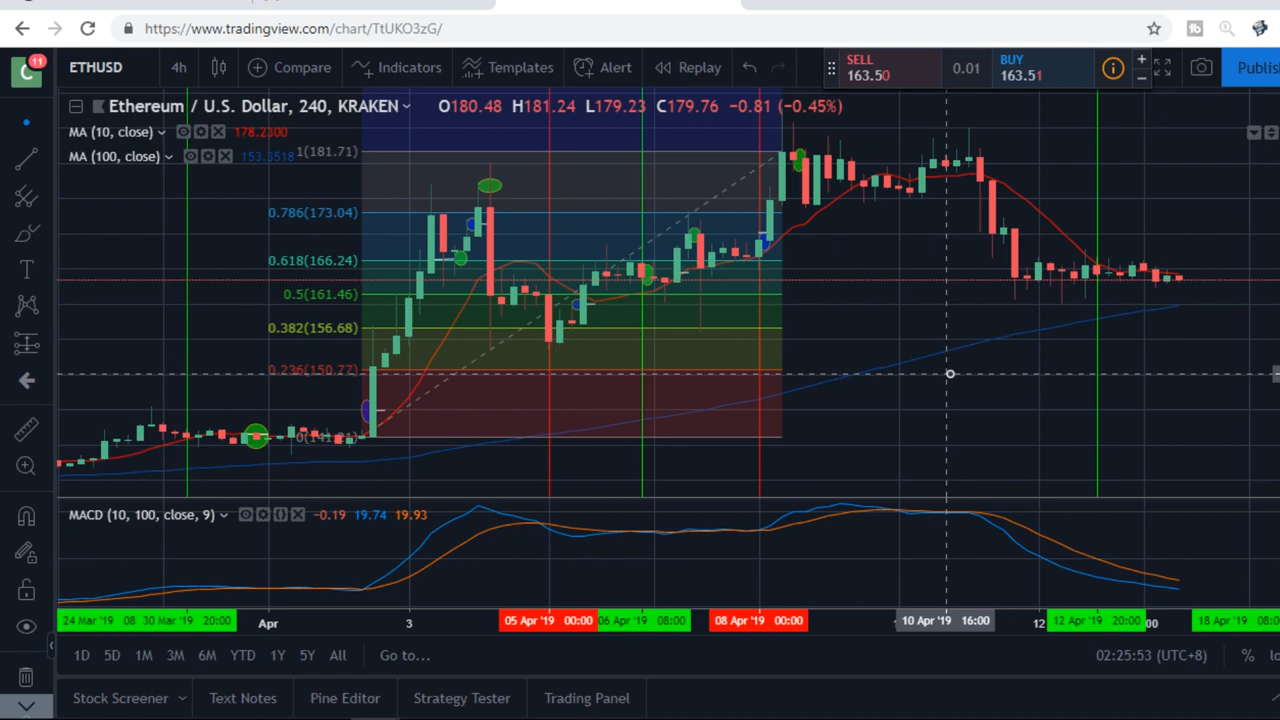 https://www.tradingview.com/chart/TtUKO3zG/
C 11 ETHUSD 4h Compare Indicators Templates Alert Replay SELL 163.50 0.01 BUY 163.51 Publis
Ethereum / U.S. Dollar, 240, KRAKEN O180.48 H181.24 L179.23 C179.76 −0.81 (−0.45%)
MA (10, close) 178.2300
MA (100, close) 153.3518
1(181.71)
0.786(173.04)
0.618(166.24)
0.5(161.46)
0.382(156.68)
0.236(150.77)
MACD (10, 100, close, 9) −0.19 19.74 19.93
24 Mar '19 08 30 Mar '19 20:00 Apr 3 05 Apr '19 00:00 06 Apr '19 08:00 08 Apr '19 00:00 10 Apr '19 16:00 12 12 Apr '19 20:00 00 18 Apr '19 08:0
1D 5D 1M 3M 6M YTD 1Y 5Y All Go to... 02:25:53 (UTC+8) % lo
Stock Screener Text Notes Pine Editor Strategy Tester Trading Panel